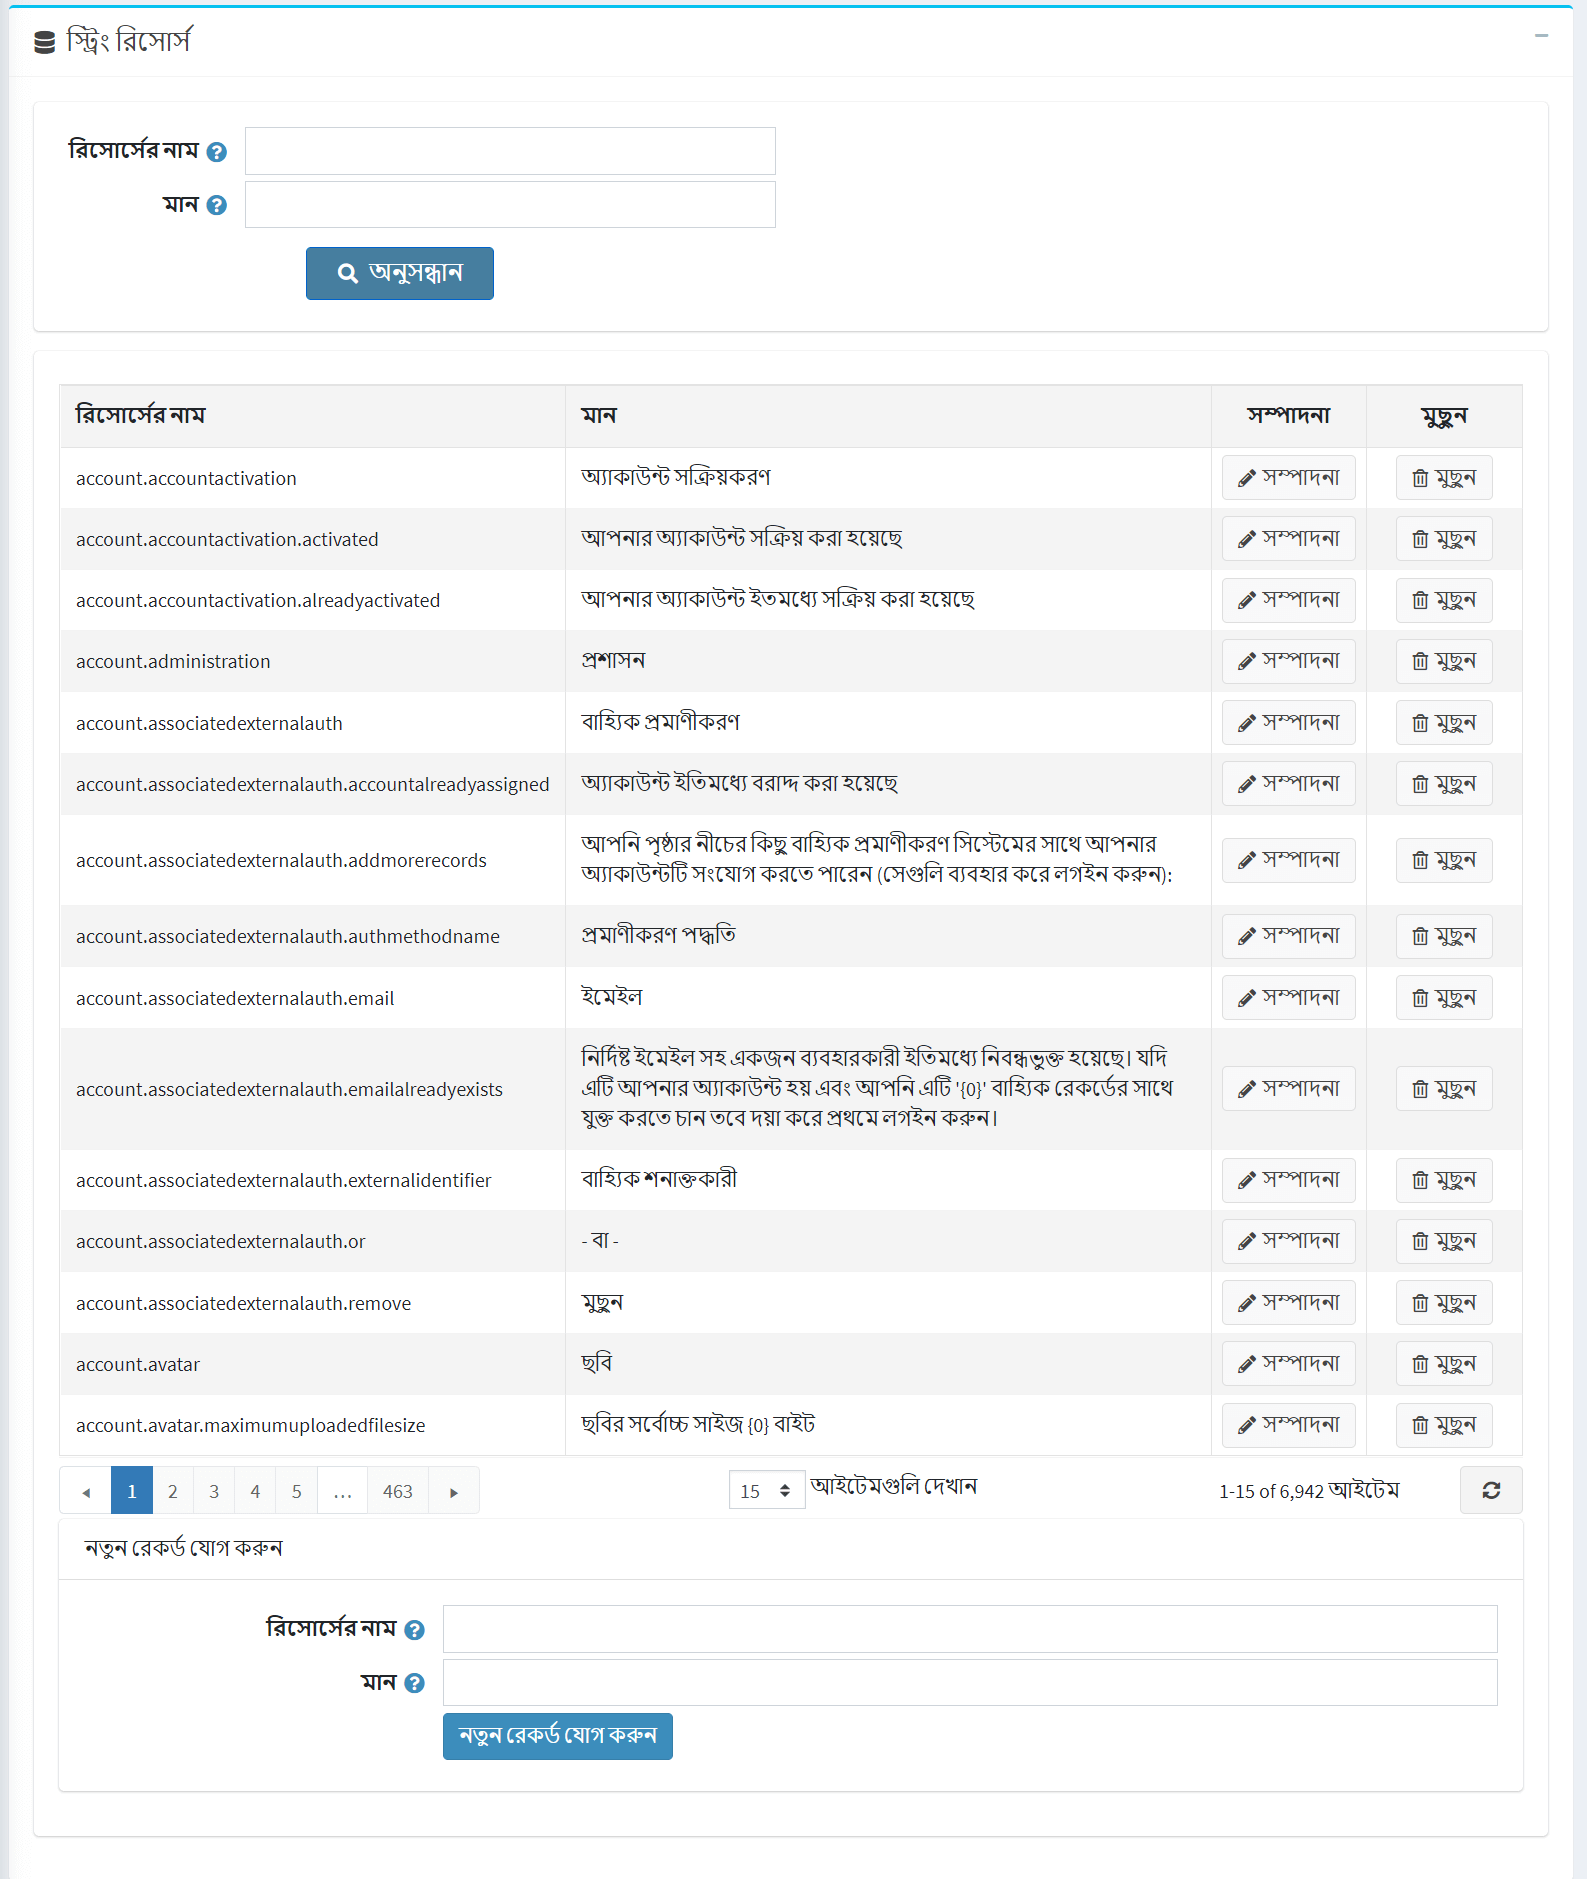 স্ট্রিং রিসোর্স
রিসোর্সের নাম
মান
অনুসন্ধান
রিসোর্সের নাম মান সম্পাদনা মুছুন
account.accountactivation অ্যাকাউন্ট সক্রিয়করণ সম্পাদনা মুছুন
account.accountactivation.activated আপনার অ্যাকাউন্ট সক্রিয় করা হয়েছে সম্পাদনা মুছুন
account.accountactivation.alreadyactivated আপনার অ্যাকাউন্ট ইতমধ্যে সক্রিয় করা হয়েছে সম্পাদনা মুছুন
account.administration প্রশাসন সম্পাদনা মুছুন
account.associatedexternalauth বাহ্যিক প্রমাণীকরণ সম্পাদনা মুছুন
account.associatedexternalauth.accountalreadyassigned অ্যাকাউন্ট ইতিমধ্যে বরাদ্দ করা হয়েছে সম্পাদনা মুছুন
account.associatedexternalauth.addmorerecords আপনি পৃষ্ঠার নীচের কিছু বাহ্যিক প্রমাণীকরণ সিস্টেমের সাথে আপনার
অ্যাকাউন্টটি সংযোগ করতে পারেন (সেগুলি ব্যবহার করে লগইন করুন): সম্পাদনা মুছুন
account.associatedexternalauth.authmethodname প্রমাণীকরণ পদ্ধতি সম্পাদনা মুছুন
account.associatedexternalauth.email ইমেইল সম্পাদনা মুছুন
account.associatedexternalauth.emailalreadyexists নির্দিষ্ট ইমেইল সহ একজন ব্যবহারকারী ইতিমধ্যে নিবন্ধভুক্ত হয়েছে। যদি
এটি আপনার অ্যাকাউন্ট হয় এবং আপনি এটি '{0}' বাহ্যিক রেকর্ডের সাথে
যুক্ত করতে চান তবে দয়া করে প্রথমে লগইন করুন। সম্পাদনা মুছুন
account.associatedexternalauth.externalidentifier বাহ্যিক শনাক্তকারী সম্পাদনা মুছুন
account.associatedexternalauth.or - বা - সম্পাদনা মুছুন
account.associatedexternalauth.remove মুছুন সম্পাদনা মুছুন
account.avatar ছবি সম্পাদনা মুছুন
account.avatar.maximumuploadedfilesize ছবির সর্বোচ্চ সাইজ {0} বাইট সম্পাদনা মুছুন
1 2 3 4 5 ... 463 15 আইটেমগুলি দেখান 1-15 of 6,942 আইটেম
নতুন রেকর্ড যোগ করুন
রিসোর্সের নাম
মান
নতুন রেকর্ড যোগ করুন